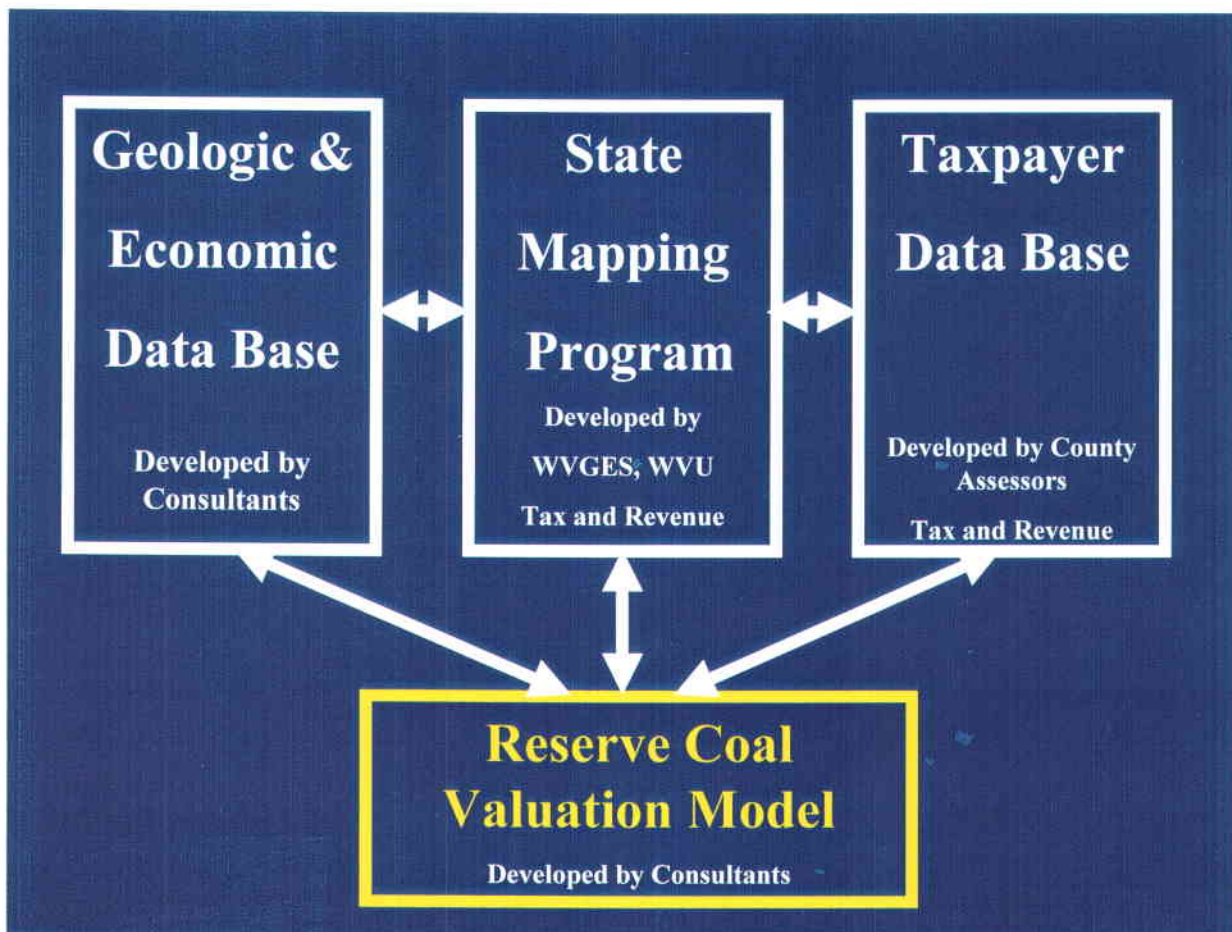 Geologic &
Economic
Data Base
Developed by
Consultants
State
Mapping
Program
Developed by
WVGES, WVU
Tax and Revenue
Taxpayer
Data Base
Developed by County
Assessors
Tax and Revenue
Reserve Coal
Valuation Model
Developed by Consultants